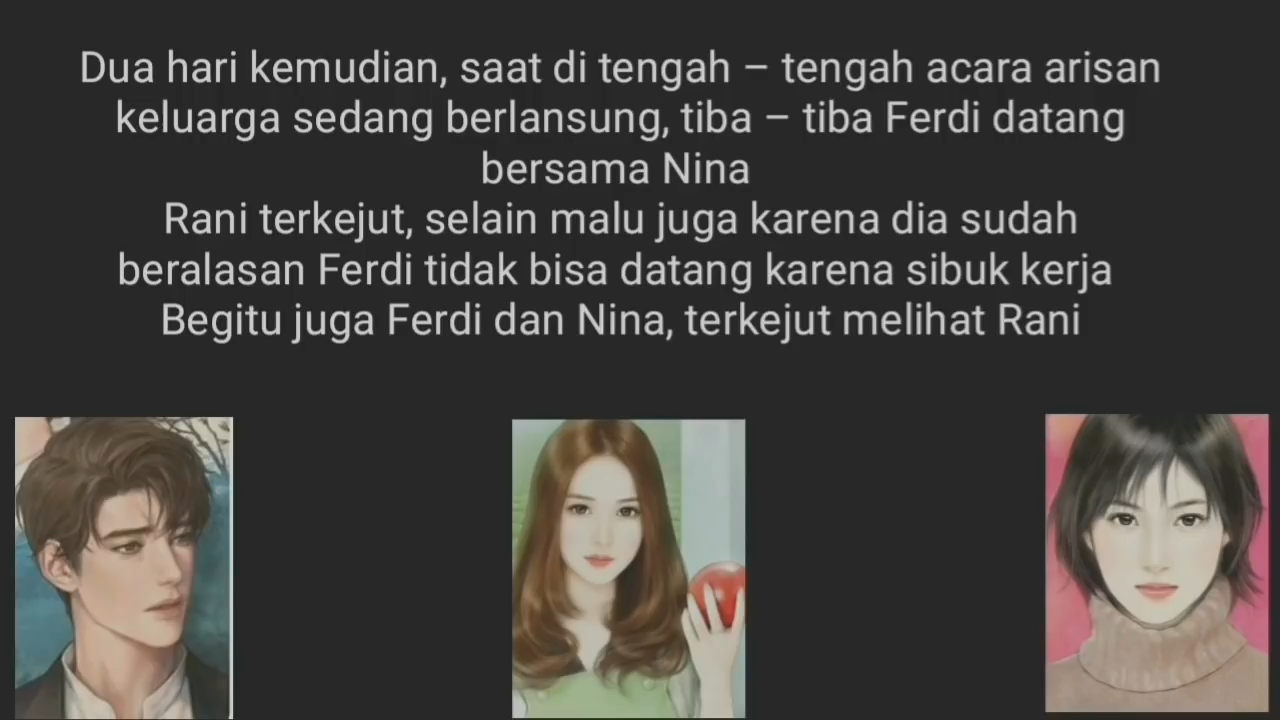 Dua hari kemudian, saat di tengah – tengah acara arisan
keluarga sedang berlansung, tiba – tiba Ferdi datang
bersama Nina
Rani terkejut, selain malu juga karena dia sudah
beralasan Ferdi tidak bisa datang karena sibuk kerja
Begitu juga Ferdi dan Nina, terkejut melihat Rani